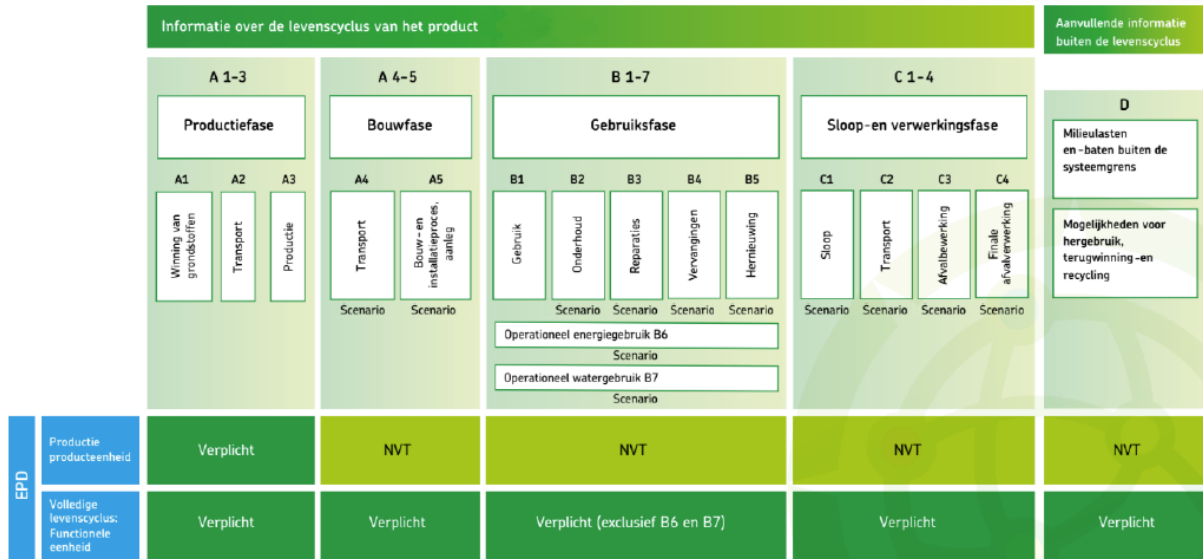 Informatie over de levenscyclus van het product
Aanvullende informatie
buiten de levenscyclus
A 1-3
Productiefase
A1
A2
A3
Winning van
grondstoffen
Transport
Productie
A 4-5
Bouwfase
A4
A5
Transport
Bouw- en
installatieproces,
aanleg
Scenario
Scenario
B 1-7
Gebruiksfase
B1
B2
B3
B4
B5
Gebruik
Onderhoud
Reparaties
Vervangingen
Hernieuwing
Scenario
Scenario
Scenario
Scenario
Operationeel energiegebruik B6
Scenario
Operationeel watergebruik B7
Scenario
C 1-4
Sloop-en verwerkingsfase
C1
C2
C3
C4
Sloop
Transport
Afvalbewerking
Finale
afvalverwerking
Scenario
Scenario
Scenario
Scenario
D
Milieulasten
en -baten buiten de
systeemgrens
Mogelijkheden voor
hergebruik,
terugwinning-en
recycling
EPD
Productie
producteenheid
Verplicht
NVT
NVT
NVT
NVT
Volledige
levenscyclus:
Functionele
eenheid
Verplicht
Verplicht
Verplicht (exclusief B6 en B7)
Verplicht
Verplicht